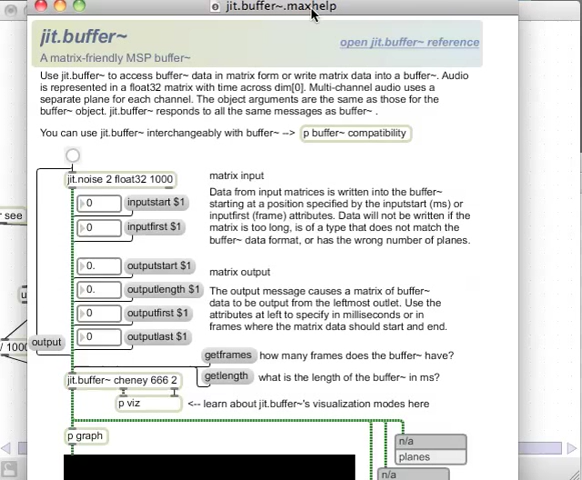 jit.buffer~.maxhelp
jit.buffer~
open jit.buffer~ reference
A matrix-friendly MSP buffer~
Use jit.buffer~ to access buffer~ data in matrix form or write matrix data into a buffer~. Audio
is represented in a float32 matrix with time across dim[0]. Multi-channel audio uses a
separate plane for each channel. The object arguments are the same as those for the
buffer~ object. jit.buffer~ responds to all the same messages as buffer~ .
You can use jit.buffer~ interchangeably with buffer~ --> p buffer~ compatibility
jit.noise 2 float32 1000
matrix input
0 inputstart $1
0 inputfirst $1
Data from input matrices is written into the buffer~
starting at a position specified by the inputstart (ms) or
inputfirst (frame) attributes. Data will not be written if the
matrix is too long, is of a type that does not match the
buffer~ data format, or has the wrong number of planes.
see
0. outputstart $1
0. outputlength $1
0 outputfirst $1
0 outputlast $1
matrix output
The output message causes a matrix of buffer~
data to be output from the leftmost outlet. Use the
attributes at left to specify in milliseconds or in
frames where the matrix data should start and end.
/ 1000
output
getframes how many frames does the buffer~ have?
getlength what is the length of the buffer~ in ms?
jit.buffer~ cheney 666 2
p viz <-- learn about jit.buffer~'s visualization modes here
p graph
n/a
planes
n/a